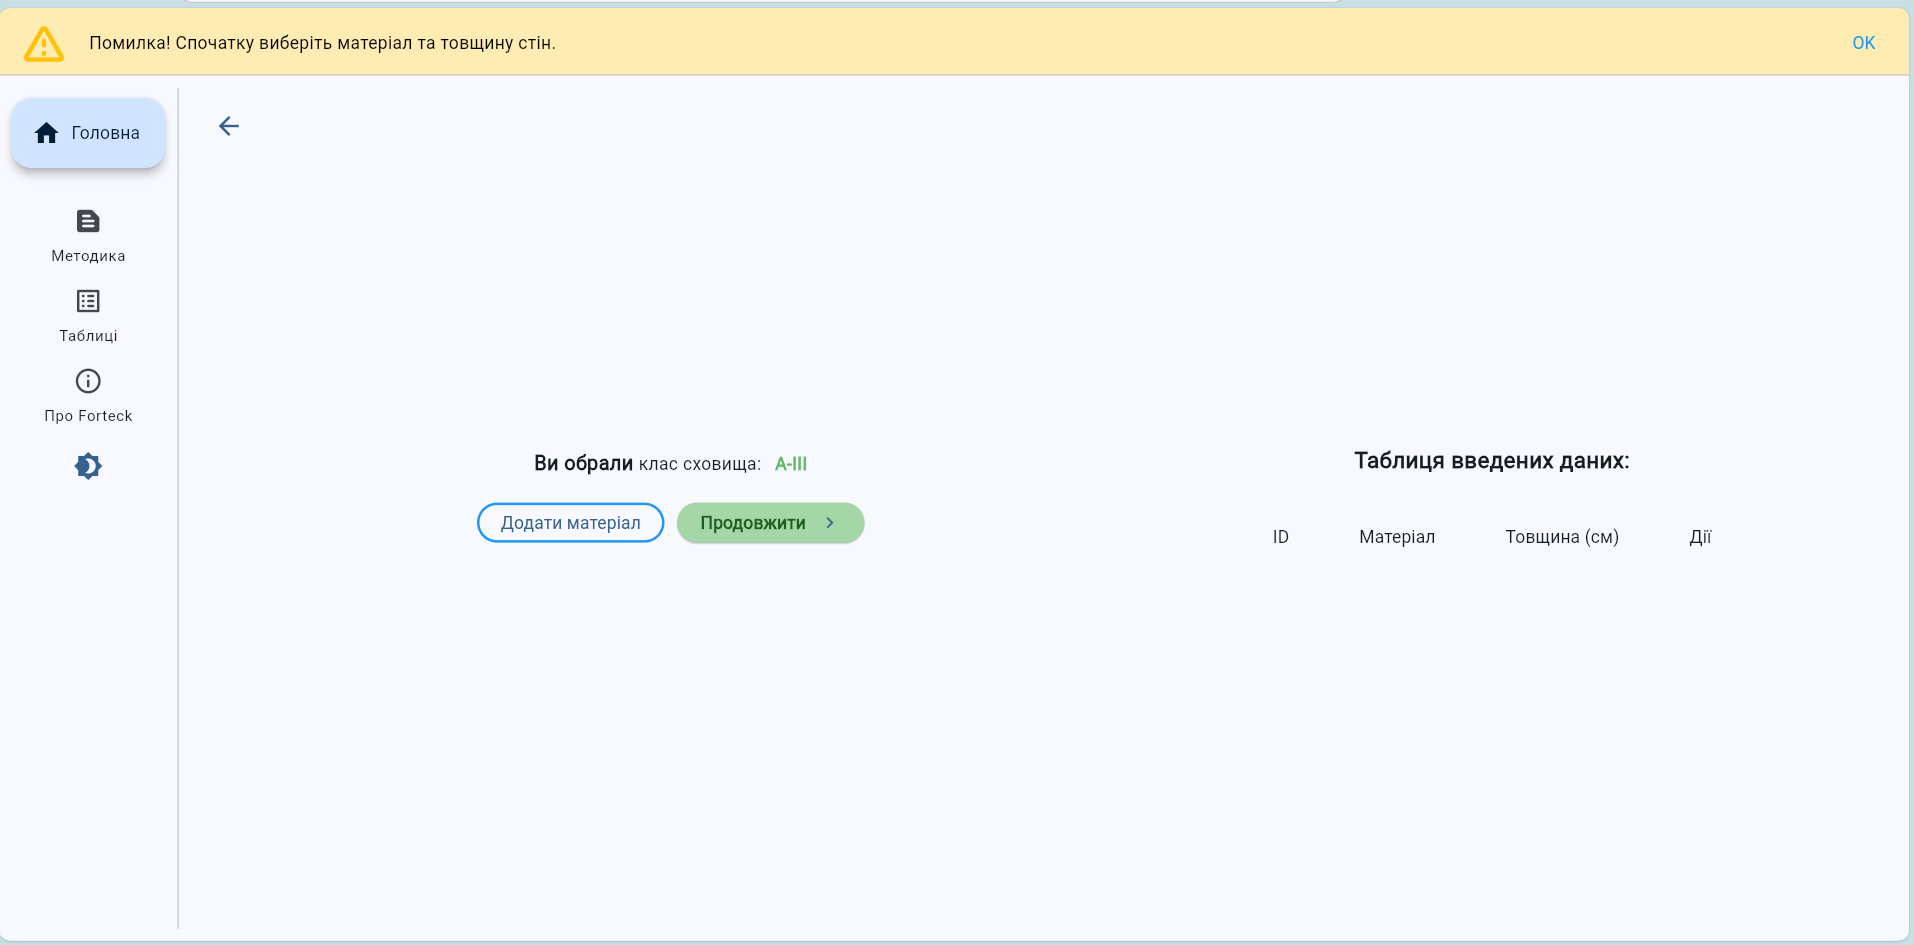 Помилка! Спочатку виберіть матеріал та товщину стін.
OK
Головна
Методика
Таблиці
Про Forteck
Ви обрали клас сховища: А-ІІІ
Додати матеріал
Продовжити
Таблиця введених даних:
ID Матеріал Товщина (см) Дії